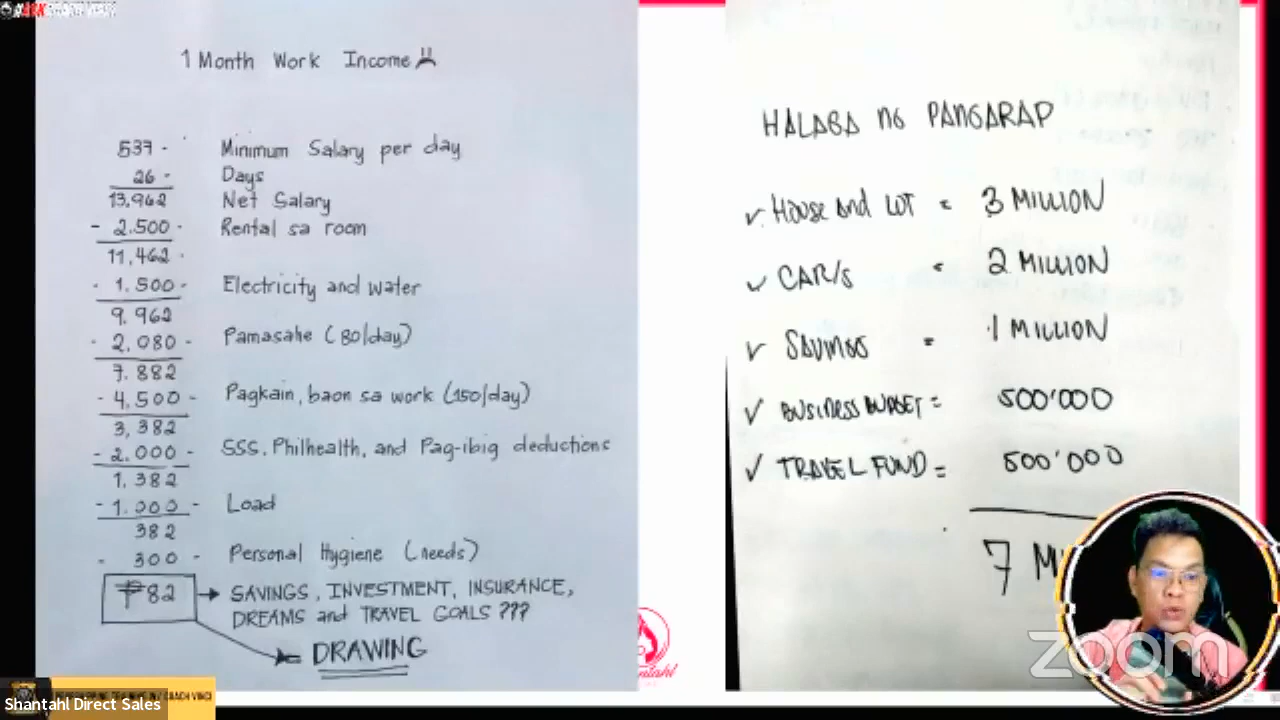 1 Month Work Income
537 - Minimum Salary per day
26 - Days
13,962 Net Salary
- 2.500 - Rental sa room
11,462 -
- 1,500 - Electricity and water
9,962
- 2,080 - Pamasahe (80/day)
7,882
- 4,500 - Pagkain, baon sa work (150/day)
3,382
- 2,000 - SSS, Philhealth, and Pag-ibig deductions
1,382
- 1,000 - Load
382
- 300 - Personal Hygiene (needs)
₱82 → SAVINGS, INVESTMENT, INSURANCE,
DREAMS and TRAVEL GOALS ???
DRAWING
HALAGA NG PANGARAP
✓ HOUSE and LOT = 3 MILLION
✓ CAR/S = 2 MILLION
✓ SAVINGS = 1 MILLION
✓ BUSINESS BUDGET = 500'000
✓ TRAVEL FUND = 500'000
7 M
zoom
Shantahl Direct Sales